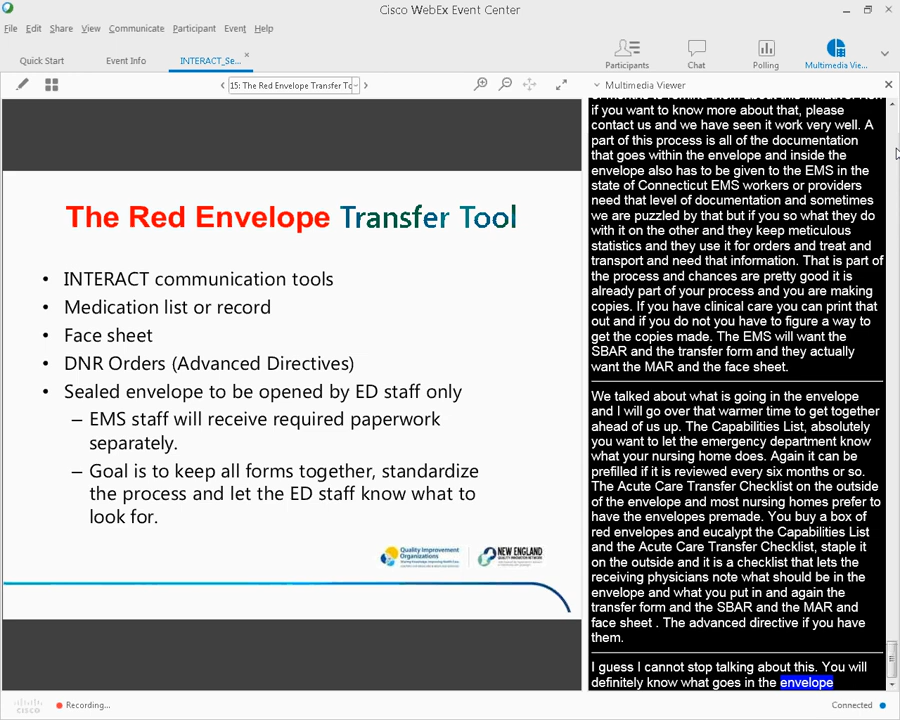 Cisco WebEx Event Center
File Edit Share View Communicate Participant Event Help
Quick Start Event Info INTERACT_Se...
Participants Chat Polling Multimedia Vie...
15: The Red Envelope Transfer To
Multimedia Viewer
The Red Envelope Transfer Tool
• INTERACT communication tools
• Medication list or record
• Face sheet
• DNR Orders (Advanced Directives)
• Sealed envelope to be opened by ED staff only
– EMS staff will receive required paperwork
separately.
– Goal is to keep all forms together, standardize
the process and let the ED staff know what to
look for.
Quality Improvement
Organizations
NEW ENGLAND
if you want to know more about that, please
contact us and we have seen it work very well. A
part of this process is all of the documentation
that goes within the envelope and inside the
envelope also has to be given to the EMS in the
state of Connecticut EMS workers or providers
need that level of documentation and sometimes
we are puzzled by that but if you so what they do
with it on the other and they keep meticulous
statistics and they use it for orders and treat and
transport and need that information. That is part of
the process and chances are pretty good it is
already part of your process and you are making
copies. If you have clinical care you can print that
out and if you do not you have to figure a way to
get the copies made. The EMS will want the
SBAR and the transfer form and they actually
want the MAR and the face sheet.
We talked about what is going in the envelope
and I will go over that warmer time to get together
ahead of us up. The Capabilities List, absolutely
you want to let the emergency department know
what your nursing home does. Again it can be
prefilled if it is reviewed every six months or so.
The Acute Care Transfer Checklist on the outside
of the envelope and most nursing homes prefer to
have the envelopes premade. You buy a box of
red envelopes and eucalypt the Capabilities List
and the Acute Care Transfer Checklist, staple it
on the outside and it is a checklist that lets the
receiving physicians note what should be in the
envelope and what you put in and again the
transfer form and the SBAR and the MAR and
face sheet . The advanced directive if you have
them.
I guess I cannot stop talking about this. You will
definitely know what goes in the envelope
cisco
Recording...
Connected